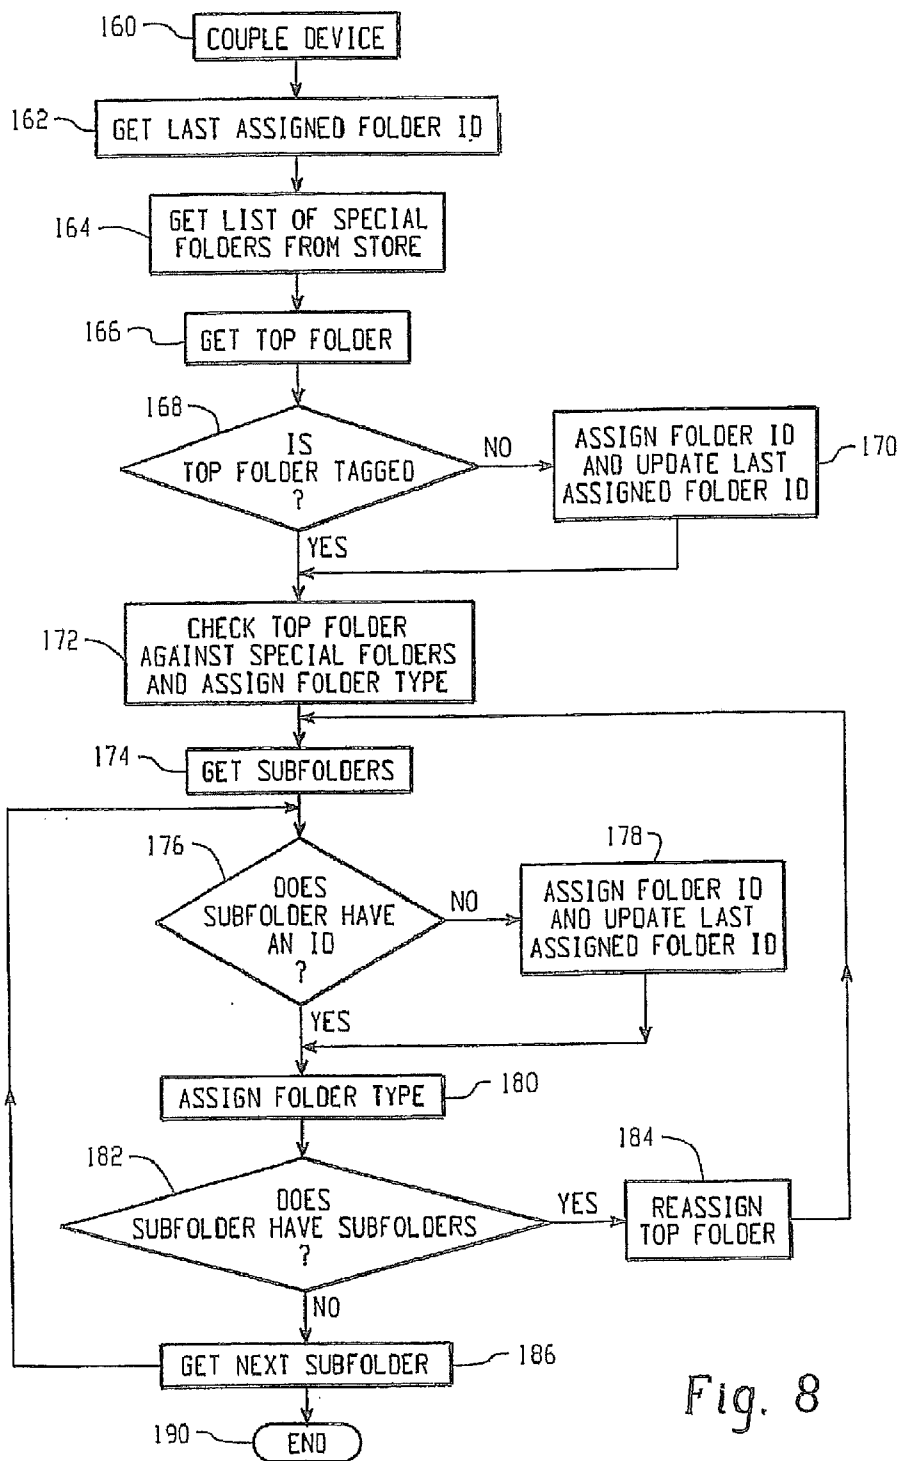 160
COUPLE DEVICE
162
GET LAST ASSIGNED FOLDER ID
164
GET LIST OF SPECIAL
FOLDERS FROM STORE
166
GET TOP FOLDER
168
IS
TOP FOLDER TAGGED
?
NO
ASSIGN FOLDER ID
AND UPDATE LAST
ASSIGNED FOLDER ID
170
YES
172
CHECK TOP FOLDER
AGAINST SPECIAL FOLDERS
AND ASSIGN FOLDER TYPE
174
GET SUBFOLDERS
176
DOES
SUBFOLDER HAVE
AN ID
?
NO
178
ASSIGN FOLDER ID
AND UPDATE LAST
ASSIGNED FOLDER ID
YES
ASSIGN FOLDER TYPE
180
182
DOES
SUBFOLDER HAVE SUBFOLDERS
?
YES
184
REASSIGN
TOP FOLDER
NO
GET NEXT SUBFOLDER
186
190
END
Fig. 8